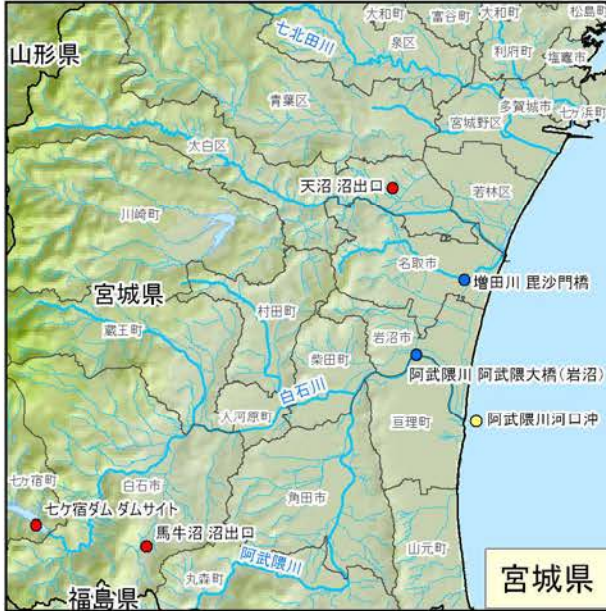 大和町
富谷町
大和町
松島町
山形県
七北田川
泉区
利府町
塩竈市
青葉区
多賀城市
七ヶ浜町
宮城野区
太白区
天沼 沼出口
若林区
川崎町
名取市
増田川 毘沙門橋
宮城県
村田町
岩沼市
蔵王町
柴田町
阿武隈川 阿武隈大橋(岩沼)
白石川
大河原町
亘理町
阿武隈川河口沖
七ケ宿町
白石市
角田市
七ケ宿ダム ダムサイト
馬牛沼 沼出口
阿武隈川
山元町
丸森町
福島県
宮城県